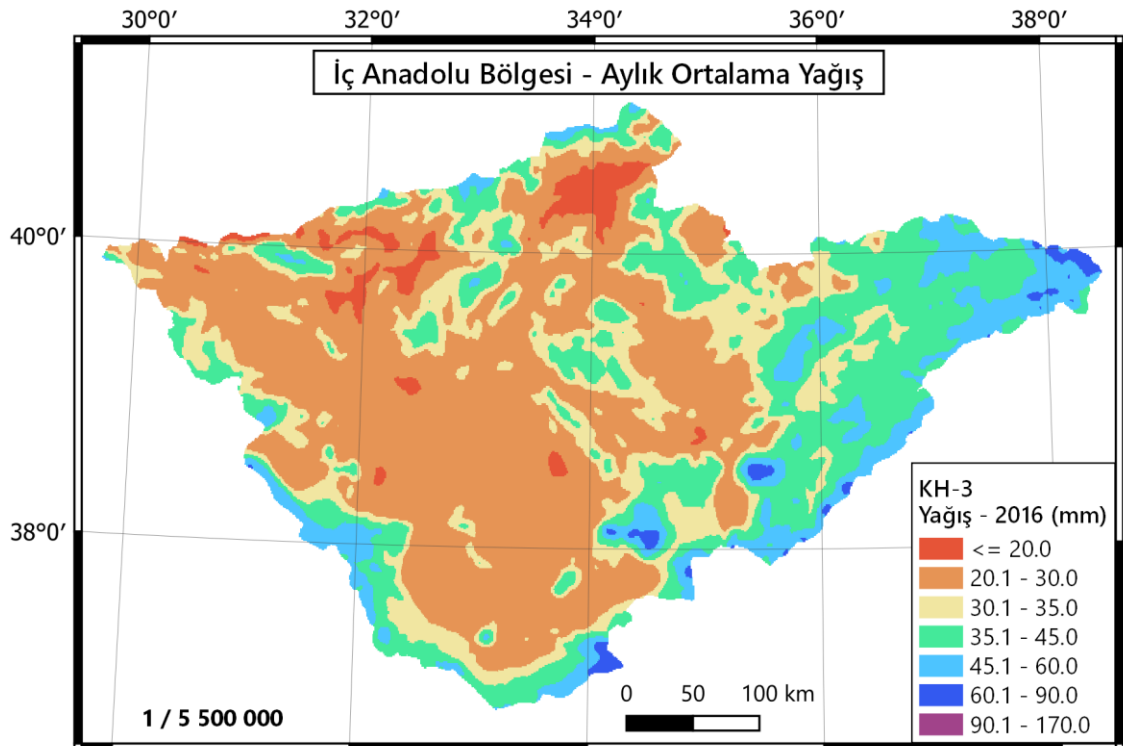 30°0′ 32°0′ 34°0′ 36°0′ 38°0′
İç Anadolu Bölgesi - Aylık Ortalama Yağış
40°0′
38°0′
KH-3
Yağış - 2016 (mm)
<= 20.0
20.1 - 30.0
30.1 - 35.0
35.1 - 45.0
45.1 - 60.0
60.1 - 90.0
90.1 - 170.0
0 50 100 km
1 / 5 500 000